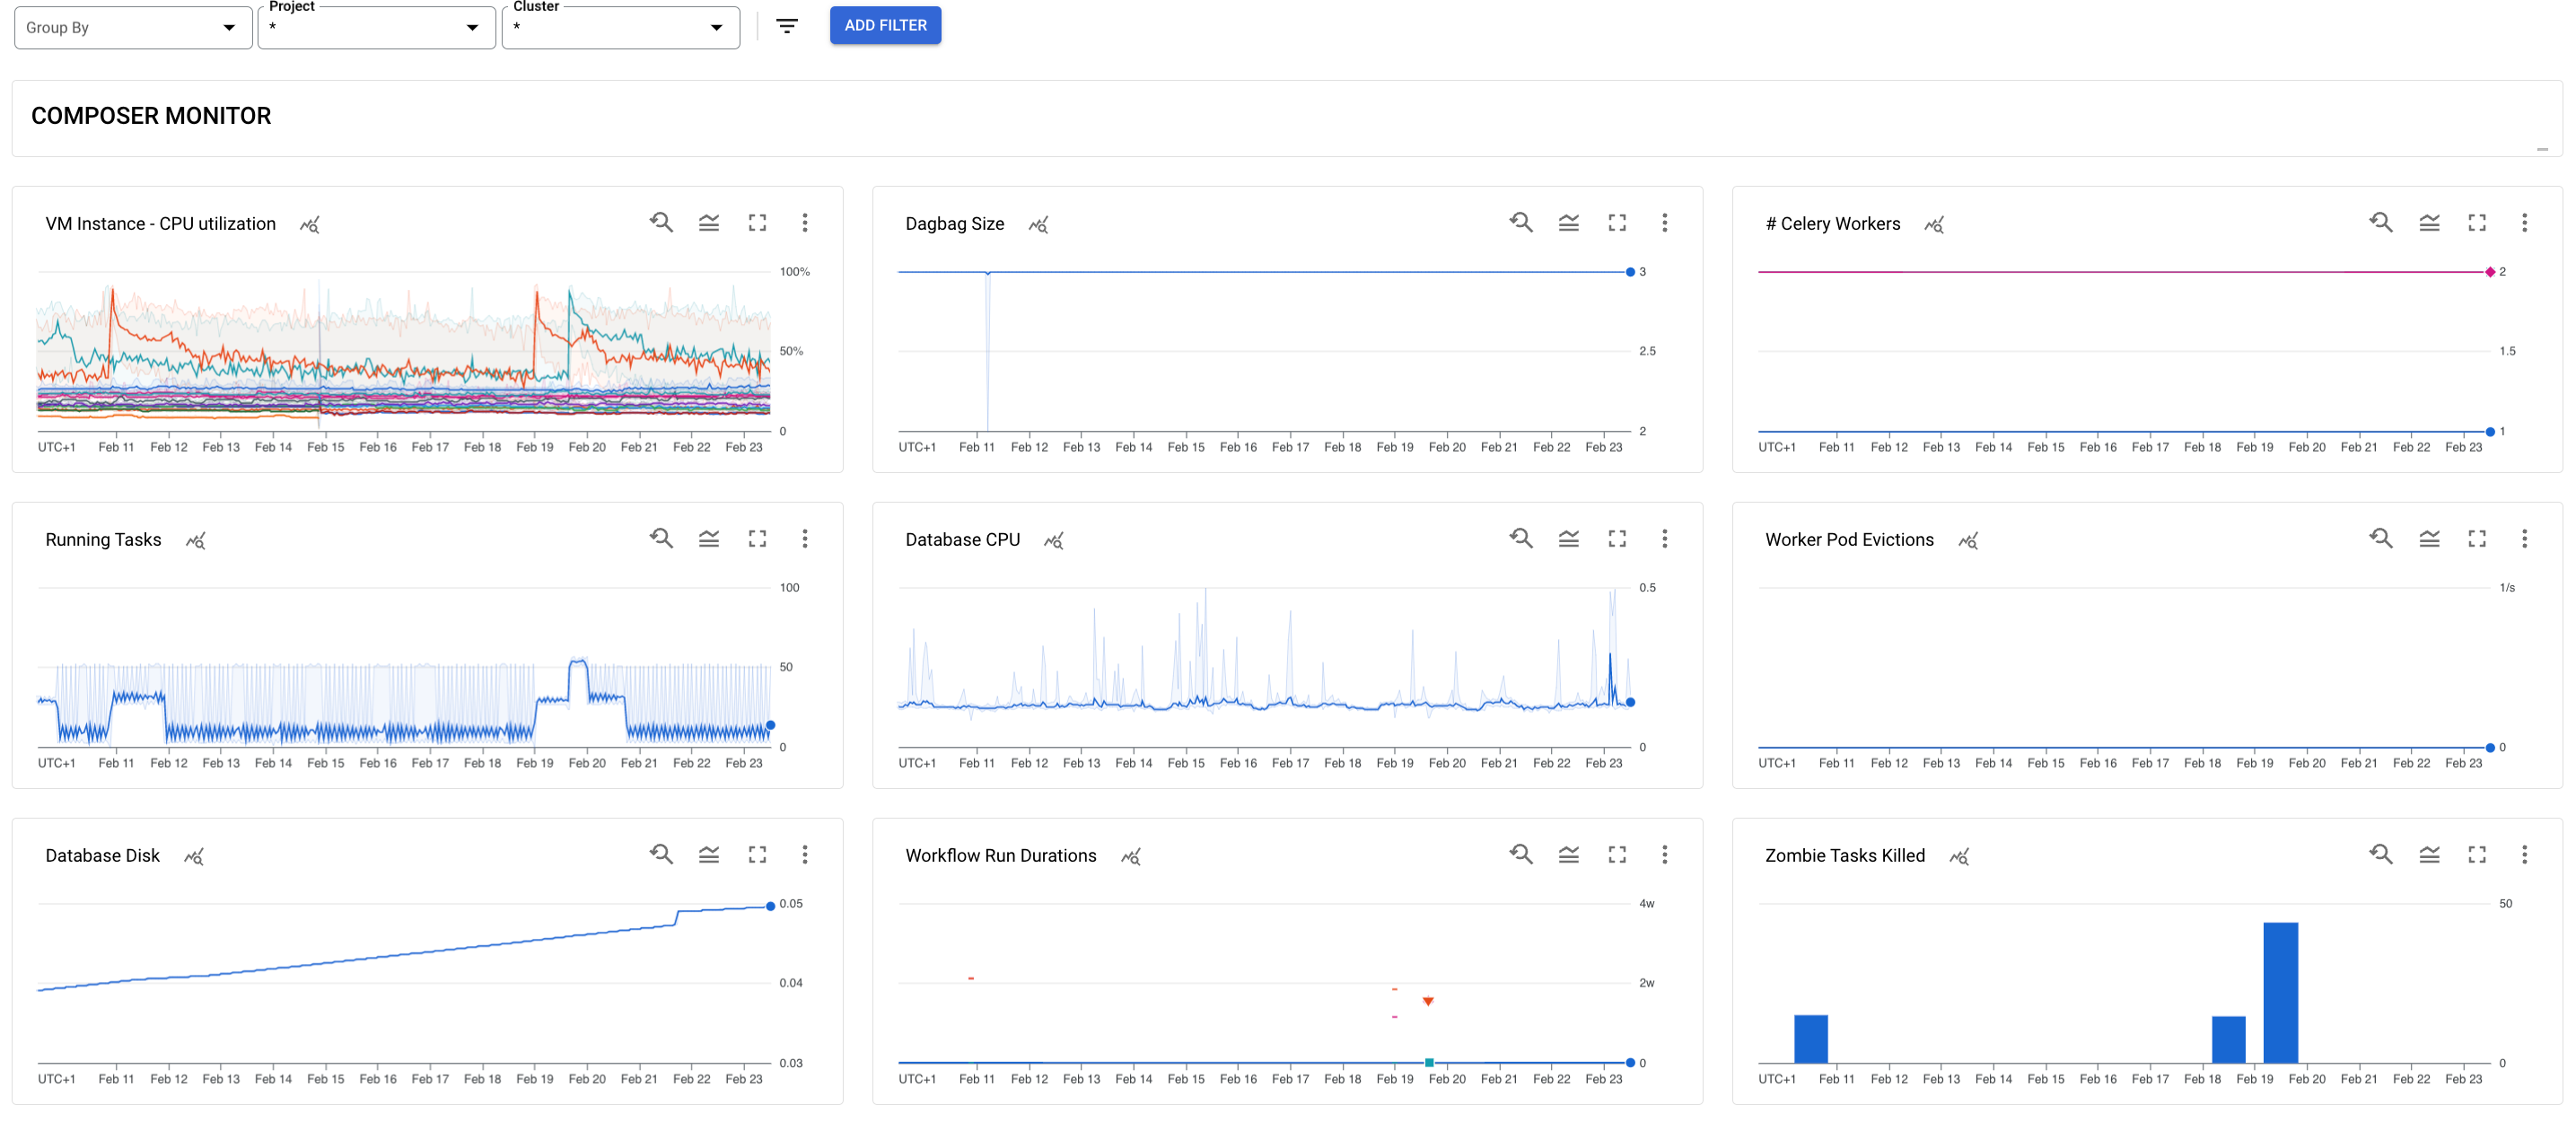 Group By Project * Cluster * ADD FILTER
COMPOSER MONITOR
VM Instance - CPU utilization
100%
50%
0
UTC+1 Feb 11 Feb 12 Feb 13 Feb 14 Feb 15 Feb 16 Feb 17 Feb 18 Feb 19 Feb 20 Feb 21 Feb 22 Feb 23
Dagbag Size
3
2.5
2
UTC+1 Feb 11 Feb 12 Feb 13 Feb 14 Feb 15 Feb 16 Feb 17 Feb 18 Feb 19 Feb 20 Feb 21 Feb 22 Feb 23
# Celery Workers
2
1.5
1
UTC+1 Feb 11 Feb 12 Feb 13 Feb 14 Feb 15 Feb 16 Feb 17 Feb 18 Feb 19 Feb 20 Feb 21 Feb 22 Feb 23
Running Tasks
100
50
0
UTC+1 Feb 11 Feb 12 Feb 13 Feb 14 Feb 15 Feb 16 Feb 17 Feb 18 Feb 19 Feb 20 Feb 21 Feb 22 Feb 23
Database CPU
0.5
0
UTC+1 Feb 11 Feb 12 Feb 13 Feb 14 Feb 15 Feb 16 Feb 17 Feb 18 Feb 19 Feb 20 Feb 21 Feb 22 Feb 23
Worker Pod Evictions
1/s
0
UTC+1 Feb 11 Feb 12 Feb 13 Feb 14 Feb 15 Feb 16 Feb 17 Feb 18 Feb 19 Feb 20 Feb 21 Feb 22 Feb 23
Database Disk
0.05
0.04
0.03
UTC+1 Feb 11 Feb 12 Feb 13 Feb 14 Feb 15 Feb 16 Feb 17 Feb 18 Feb 19 Feb 20 Feb 21 Feb 22 Feb 23
Workflow Run Durations
4w
2w
0
UTC+1 Feb 11 Feb 12 Feb 13 Feb 14 Feb 15 Feb 16 Feb 17 Feb 18 Feb 19 Feb 20 Feb 21 Feb 22 Feb 23
Zombie Tasks Killed
50
0
UTC+1 Feb 11 Feb 12 Feb 13 Feb 14 Feb 15 Feb 16 Feb 17 Feb 18 Feb 19 Feb 20 Feb 21 Feb 22 Feb 23